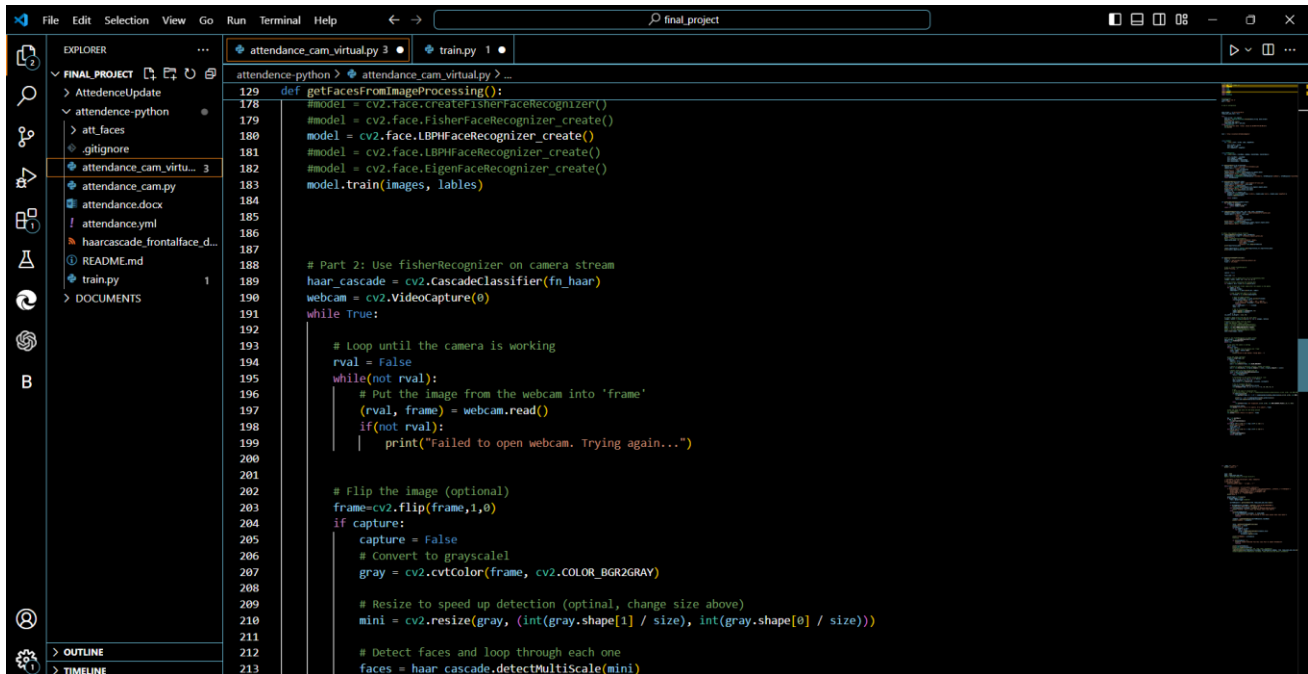 File Edit Selection View Go Run Terminal Help
final_project
EXPLORER
attendance_cam_virtual.py 3
train.py 1
FINAL_PROJECT
attendence-python > attendance_cam_virtual.py > ...
AttedenceUpdate
attendence-python
att_faces
.gitignore
attendance_cam_virtu... 3
attendance_cam.py
attendance.docx
attendance.yml
haarcascade_frontalface_d...
README.md
train.py 1
DOCUMENTS
OUTLINE
TIMELINE
2
1
B
1
129 def getFacesFromImageProcessing():
178 #model = cv2.face.createFisherFaceRecognizer()
179 #model = cv2.face.FisherFaceRecognizer_create()
180 model = cv2.face.LBPHFaceRecognizer_create()
181 #model = cv2.face.LBPHFaceRecognizer_create()
182 #model = cv2.face.EigenFaceRecognizer_create()
183 model.train(images, lables)
184
185
186
187
188 # Part 2: Use fisherRecognizer on camera stream
189 haar_cascade = cv2.CascadeClassifier(fn_haar)
190 webcam = cv2.VideoCapture(0)
191 while True:
192
193 # Loop until the camera is working
194 rval = False
195 while(not rval):
196 # Put the image from the webcam into 'frame'
197 (rval, frame) = webcam.read()
198 if(not rval):
199 print("Failed to open webcam. Trying again...")
200
201
202 # Flip the image (optional)
203 frame=cv2.flip(frame,1,0)
204 if capture:
205 capture = False
206 # Convert to grayscalel
207 gray = cv2.cvtColor(frame, cv2.COLOR_BGR2GRAY)
208
209 # Resize to speed up detection (optinal, change size above)
210 mini = cv2.resize(gray, (int(gray.shape[1] / size), int(gray.shape[0] / size)))
211
212 # Detect faces and loop through each one
213 faces = haar_cascade.detectMultiScale(mini)